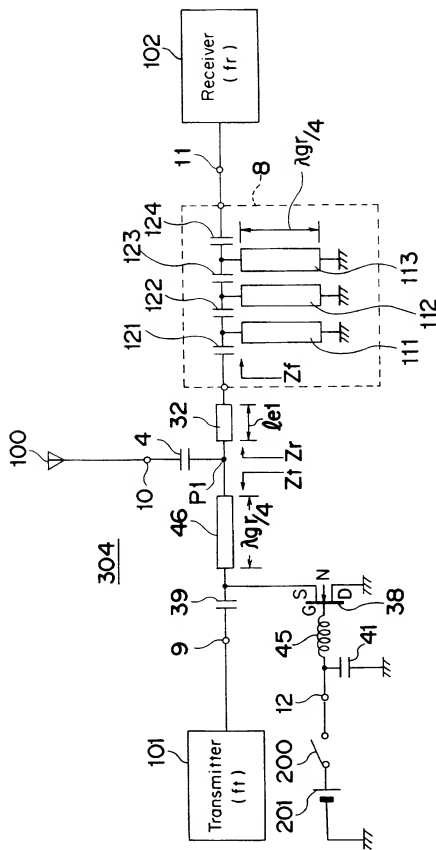 100
304
10
4
P1
102
Receiver
(fr)
11
8
124
123
122
121
λgr/4
113
112
111
Zf
32
ℓe1
Zr
Zt
46
λgr/4
39
9
101
Transmitter
(ft)
S
N
G
D
38
45
41
12
200
201